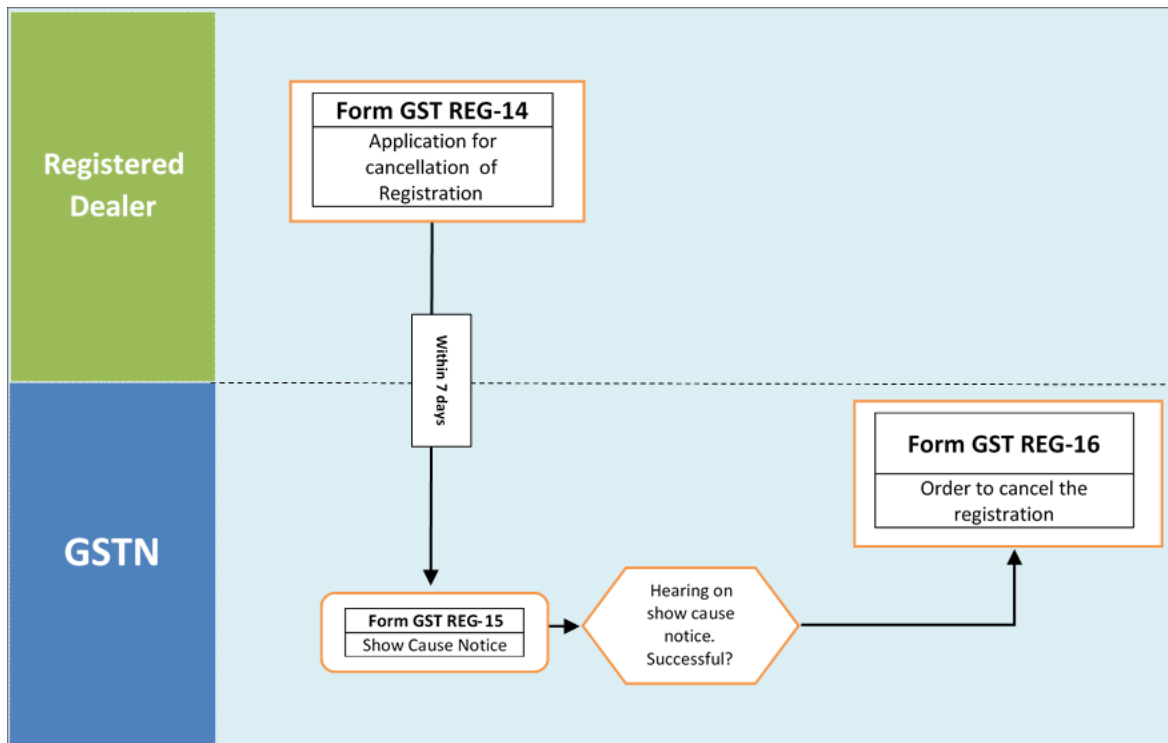 Registered
Dealer
Form GST REG-14
Application for
cancellation of
Registration
Within 7 days
GSTN
Form GST REG-15
Show Cause Notice
Hearing on
show cause
notice.
Successful?
Form GST REG-16
Order to cancel the
registration